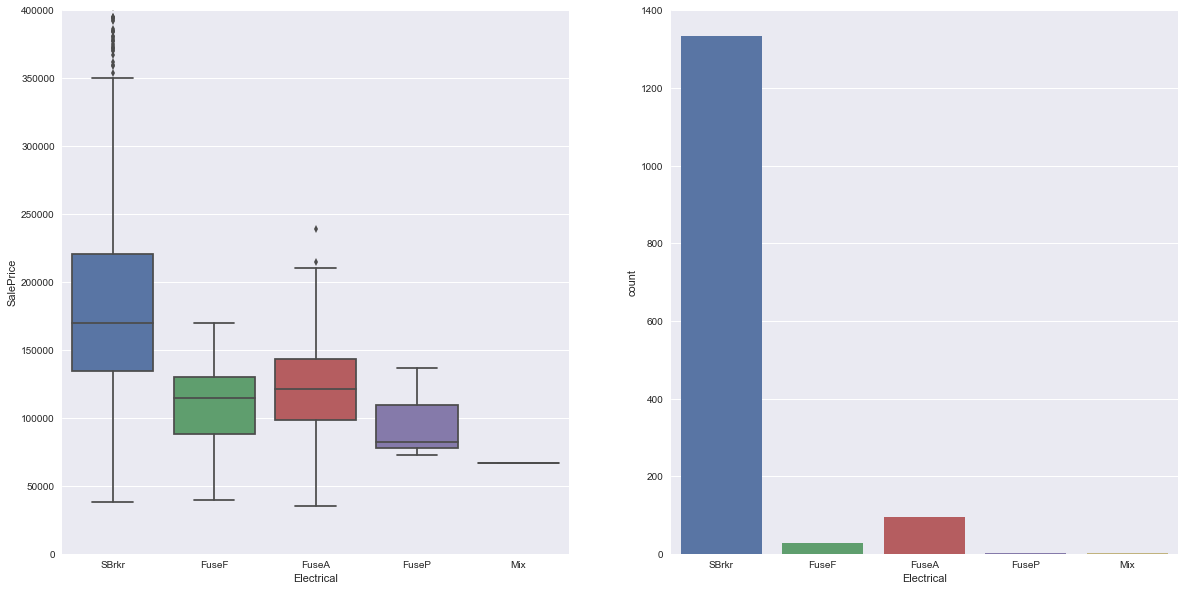 400000
350000
300000
250000
200000
150000
100000
50000
0
SalePrice
SBrkr FuseF FuseA FuseP Mix
Electrical
1400
1200
1000
800
600
400
200
0
count
SBrkr FuseF FuseA FuseP Mix
Electrical